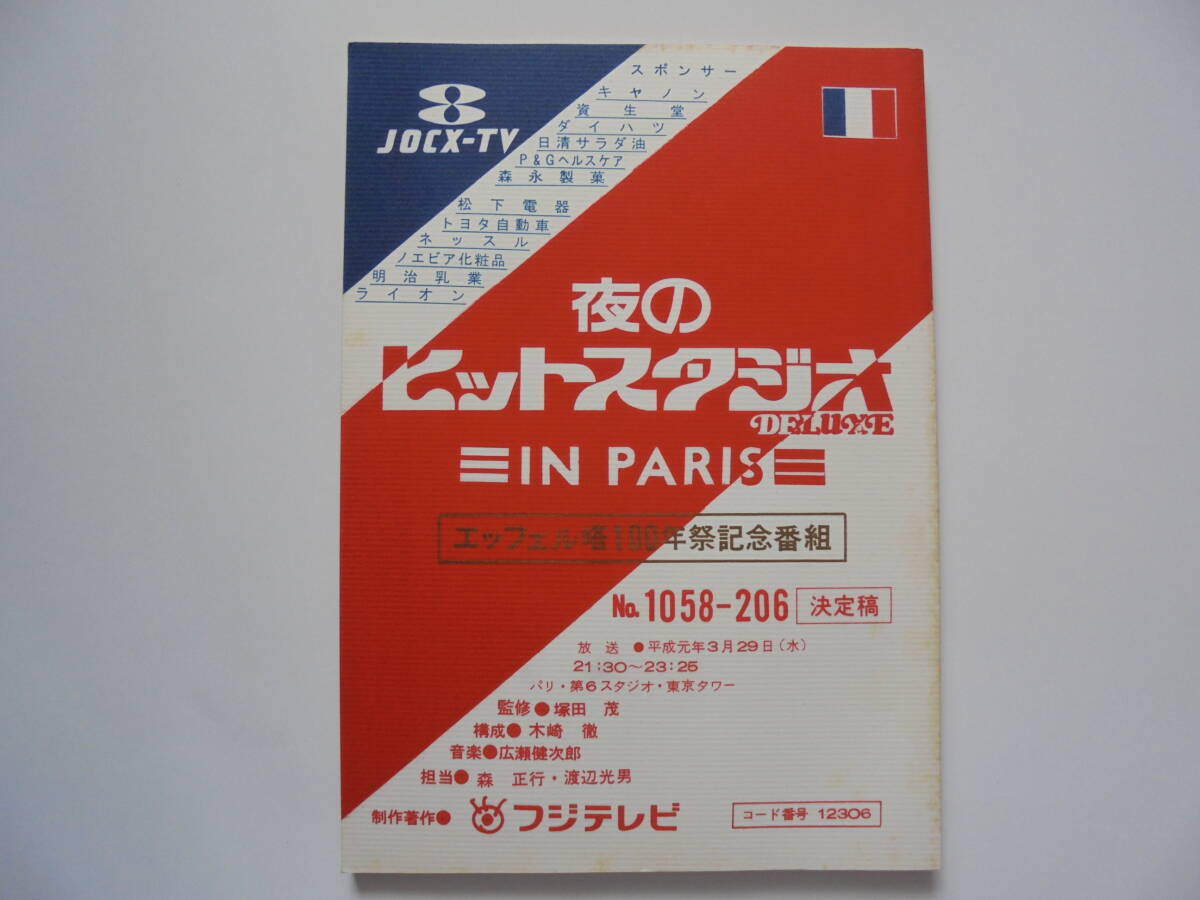 JOCX-TV
スポンサー
キヤノン
資生堂
ダイハツ
日清サラダ油
P&Gヘルスケア
森永製菓
松下電器
トヨタ自動車
ネッスル
ノエビア化粧品
明治乳業
ライオン
夜の
ヒットスタジオ
DELUXE
IN PARIS
エッフェル塔100年祭記念番組
No.1058-206 決定稿
放送●平成元年3月29日(水)
21:30~23:25
パリ・第6スタジオ・東京タワー
監修●塚田 茂
構成●木崎 徹
音楽●広瀬健次郎
担当●森 正行・渡辺光男
制作著作●フジテレビ
コード番号 12306